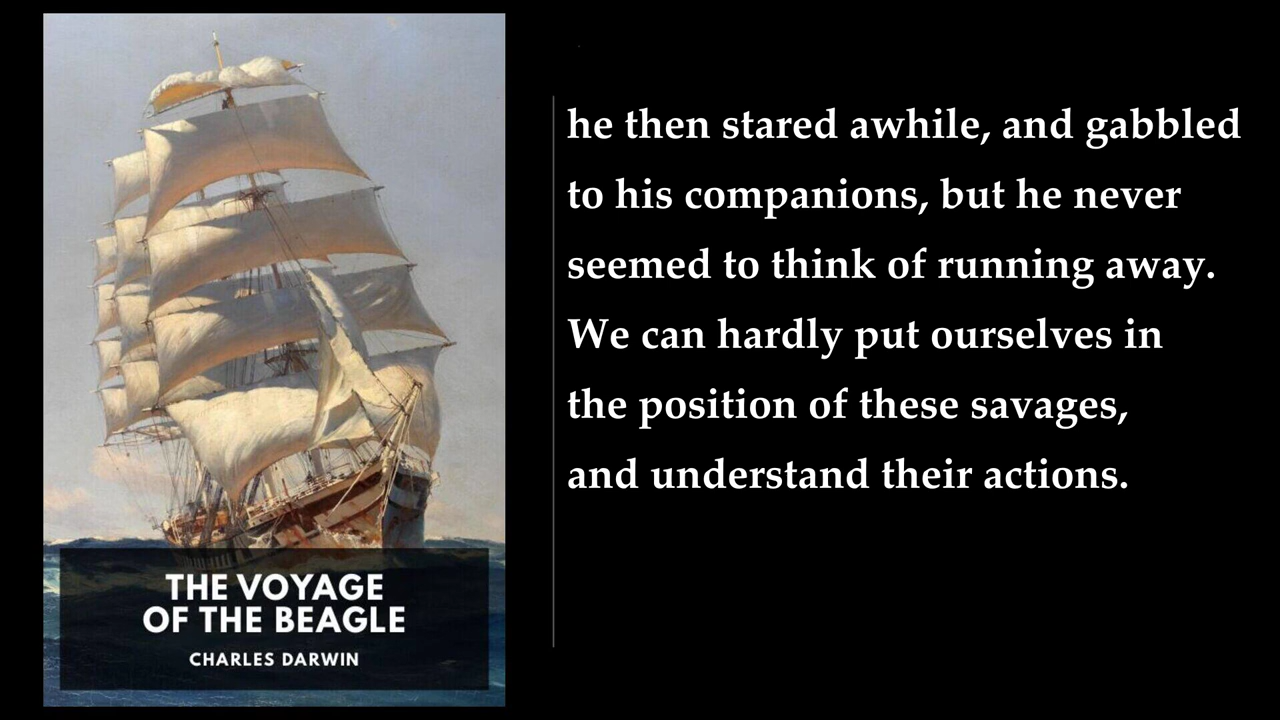 THE VOYAGE
OF THE BEAGLE
CHARLES DARWIN
he then stared awhile, and gabbled
to his companions, but he never
seemed to think of running away.
We can hardly put ourselves in
the position of these savages,
and understand their actions.